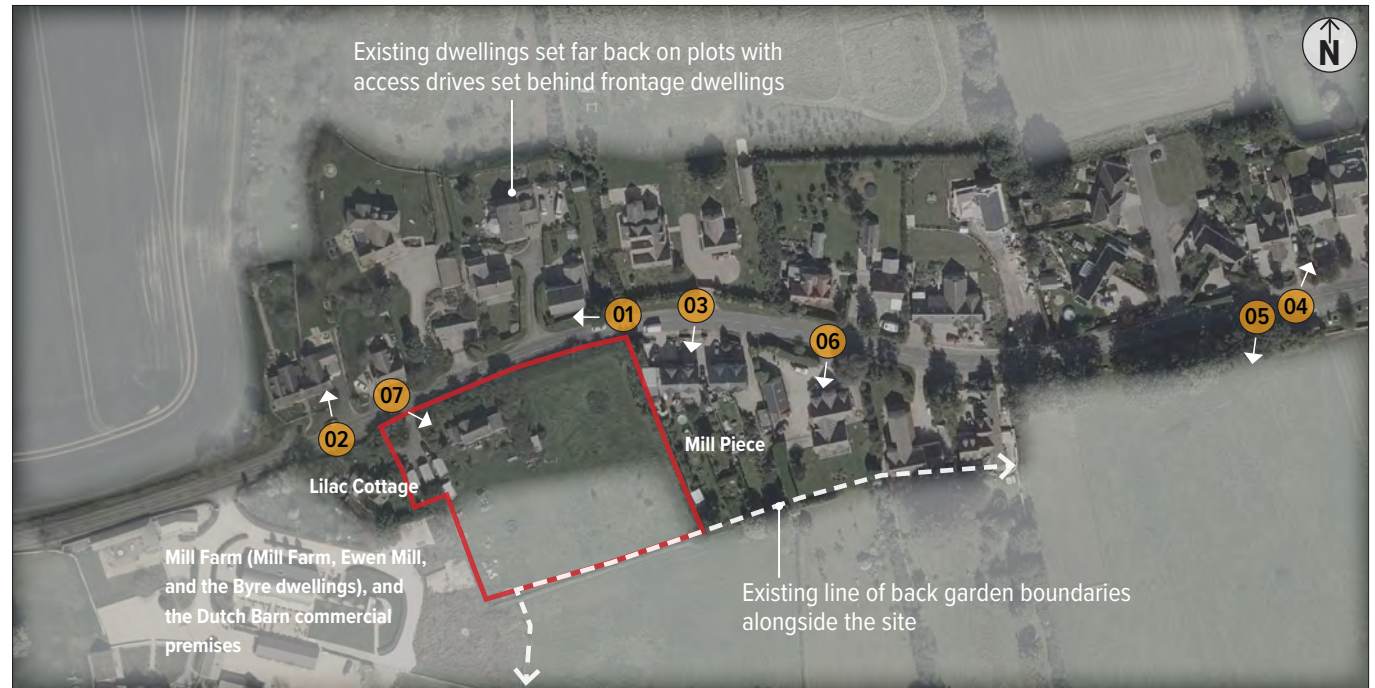 Existing dwellings set far back on plots with
access drives set behind frontage dwellings
N
01
03
04
05
06
07
02
Mill Piece
Lilac Cottage
Mill Farm (Mill Farm, Ewen Mill,
and the Byre dwellings), and
the Dutch Barn commercial
premises
Existing line of back garden boundaries
alongside the site